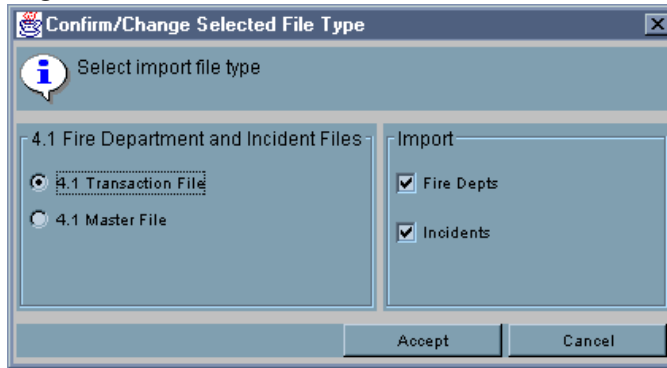 Confirm/Change Selected File Type
Select import file type
4.1 Fire Department and Incident Files
4.1 Transaction File
4.1 Master File
Import
Fire Depts
Incidents
Accept
Cancel